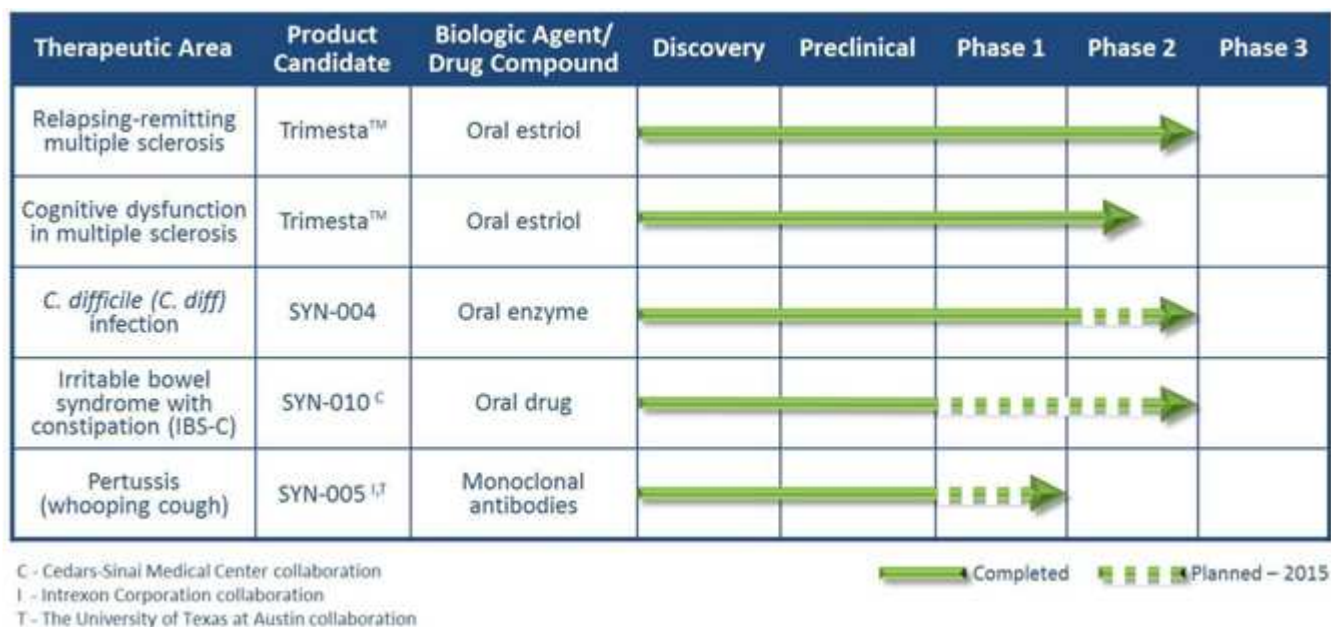 Therapeutic Area
Product
Candidate
Biologic Agent/
Drug Compound
Discovery
Preclinical
Phase 1
Phase 2
Phase 3
Relapsing-remitting
multiple sclerosis
Trimesta™
Oral estriol
Cognitive dysfunction
in multiple sclerosis
Trimesta™
Oral estriol
C. difficile (C. diff)
infection
SYN-004
Oral enzyme
Irritable bowel
syndrome with
constipation (IBS-C)
SYN-010 C
Oral drug
Pertussis
(whooping cough)
SYN-005 I,T
Monoclonal
antibodies
C - Cedars-Sinai Medical Center collaboration
I - Intrexon Corporation collaboration
T - The University of Texas at Austin collaboration
Completed
Planned – 2015